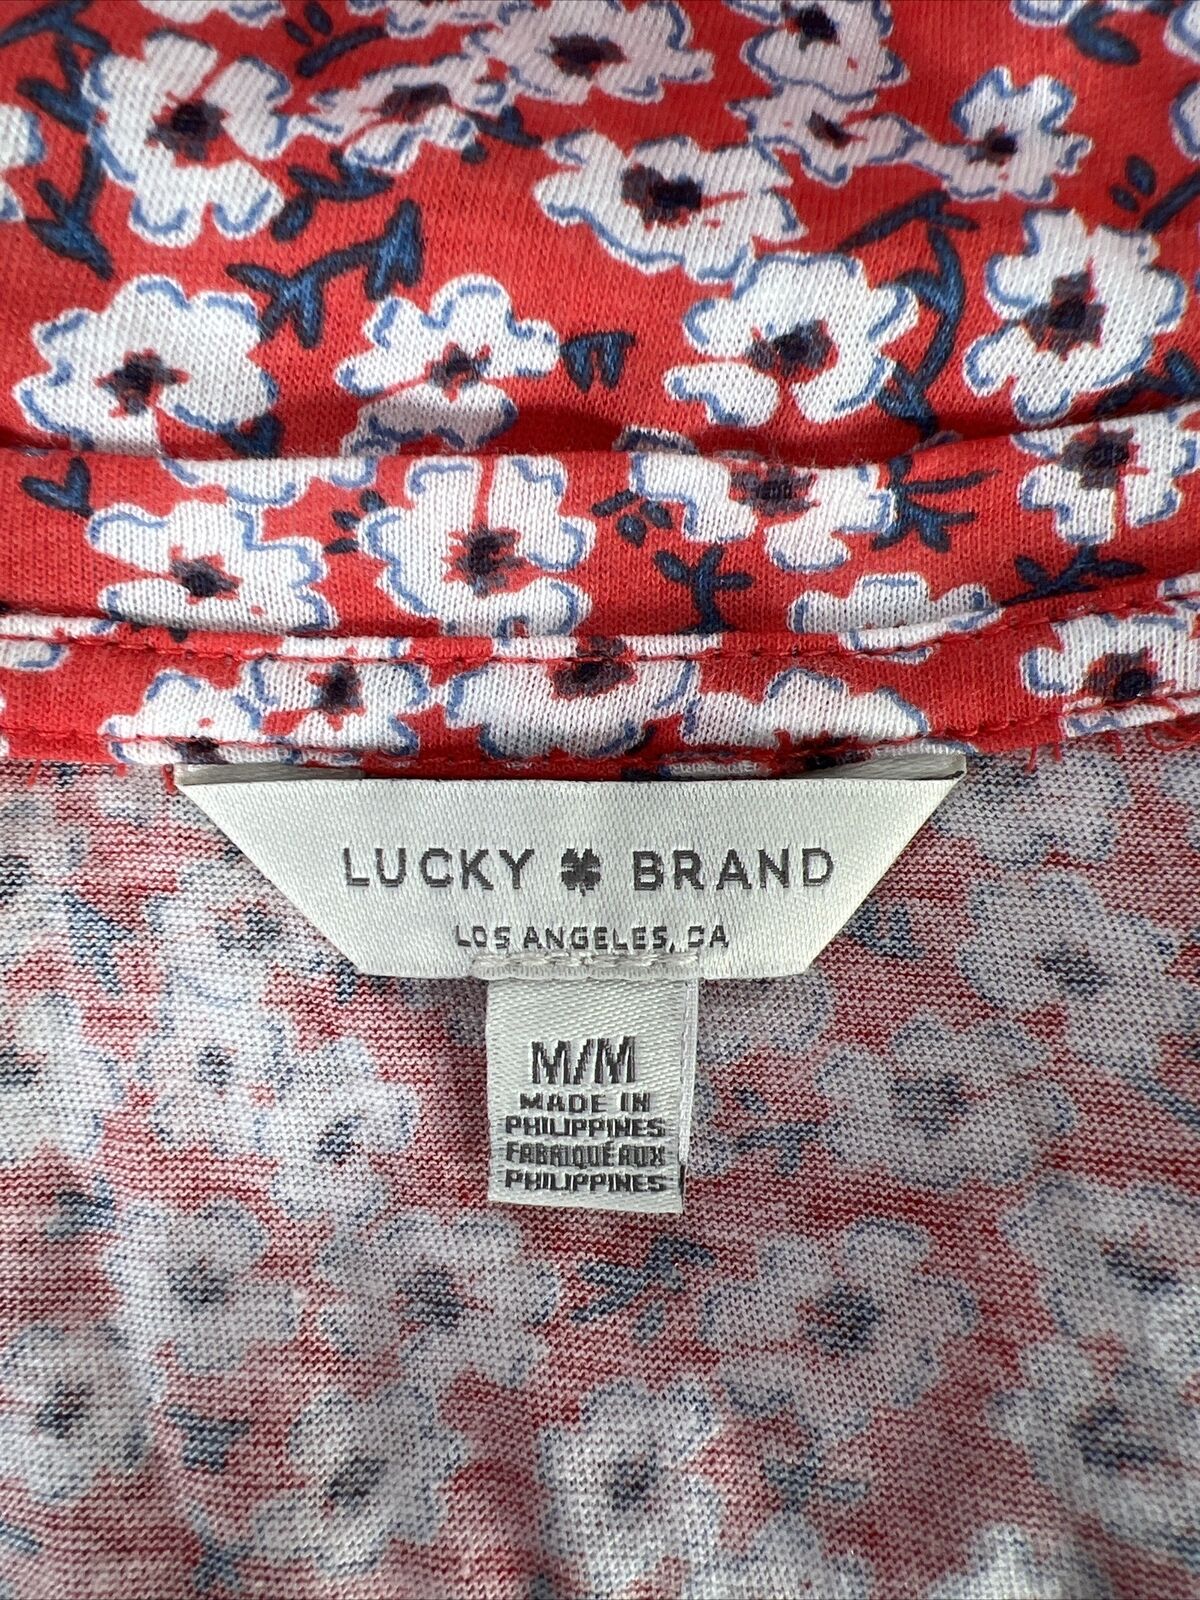 LUCKY BRAND
LOS ANGELES, CA
M/M
MADE IN
PHILIPPINES
FABRIQUÉ AUX
PHILIPPINES